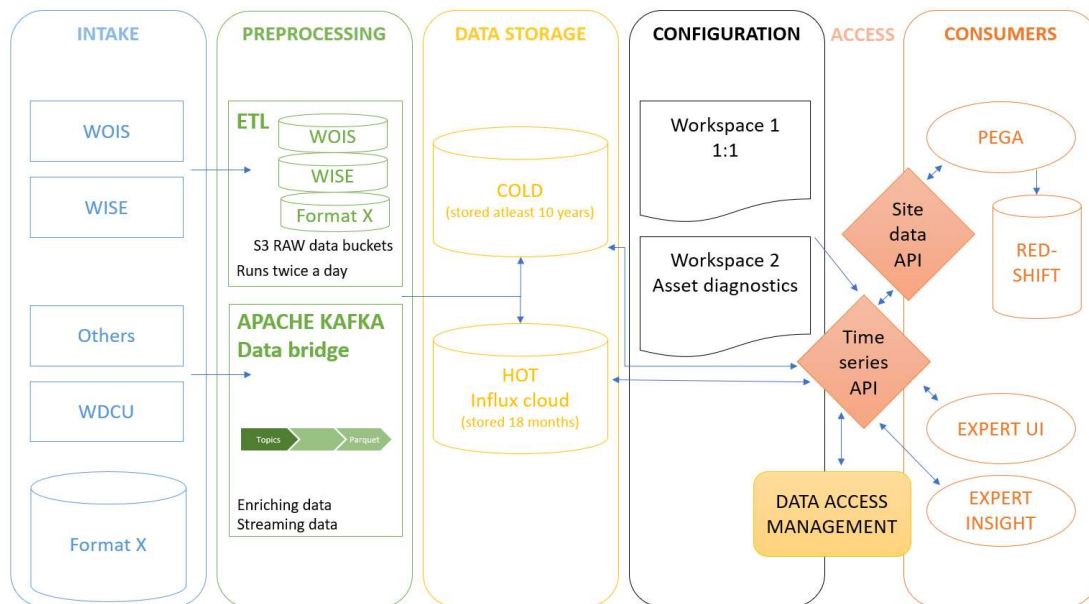 INTAKE
WOIS
WISE
Others
WDCU
Format X
PREPROCESSING
ETL
WOIS
WISE
Format X
S3 RAW data buckets
Runs twice a day
APACHE KAFKA
Data bridge
Topics
Parquet
Enriching data
Streaming data
DATA STORAGE
COLD
(stored atleast 10 years)
HOT
Influx cloud
(stored 18 months)
CONFIGURATION
Workspace 1
1:1
Workspace 2
Asset diagnostics
ACCESS
Site
data
API
Time
series
API
DATA ACCESS
MANAGEMENT
CONSUMERS
PEGA
RED-
SHIFT
EXPERT UI
EXPERT
INSIGHT